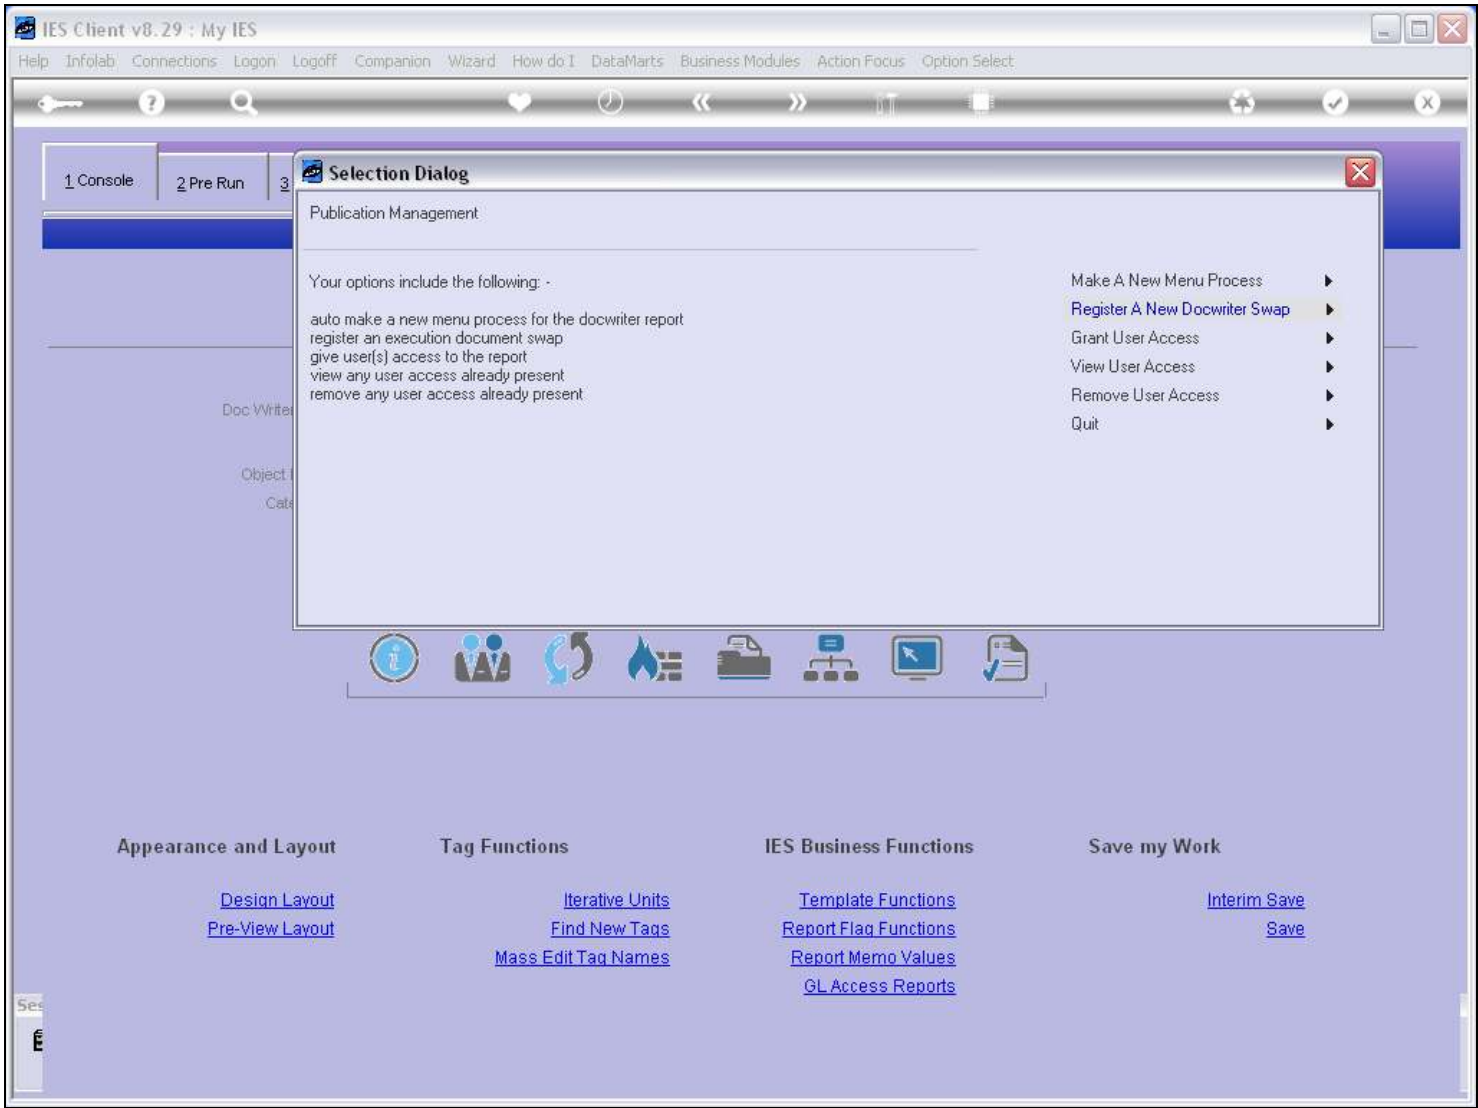 IES Client v8.29 : My IES
Help Infolab Connections Logon Logoff Companion Wizard How do I DataMarts Business Modules Action Focus Option Select
1 Console
2 Pre Run
3
Selection Dialog
Publication Management
Your options include the following: -
auto make a new menu process for the docwriter report
register an execution document swap
give user(s) access to the report
view any user access already present
remove any user access already present
Make A New Menu Process
Register A New Docwriter Swap
Grant User Access
View User Access
Remove User Access
Quit
Doc Writer
Object
Appearance and Layout
Design Layout
Pre-View Layout
Tag Functions
Iterative Units
Find New Tags
Mass Edit Tag Names
IES Business Functions
Template Functions
Report Flag Functions
Report Memo Values
GL Access Reports
Save my Work
Interim Save
Save